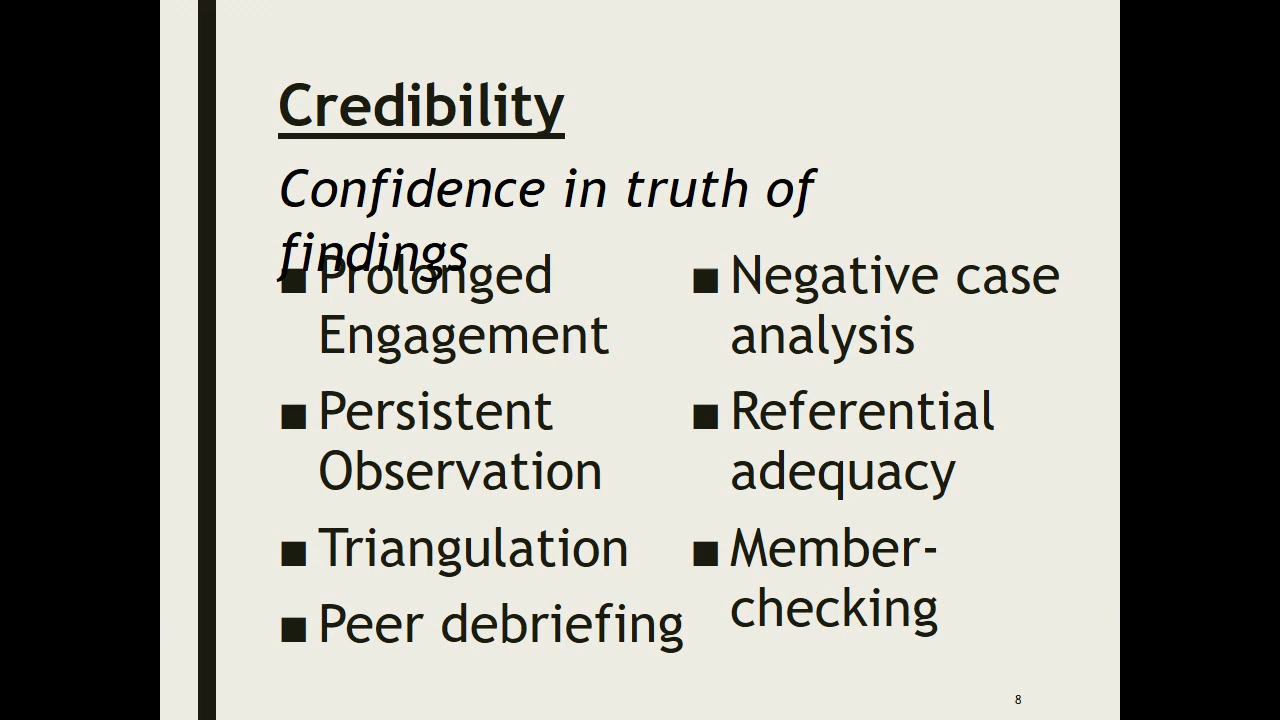 Credibility
Confidence in truth of
findings
■ Prolonged
Engagement
■ Persistent
Observation
■ Triangulation
■ Peer debriefing
■ Negative case
analysis
■ Referential
adequacy
■ Member-
checking
8